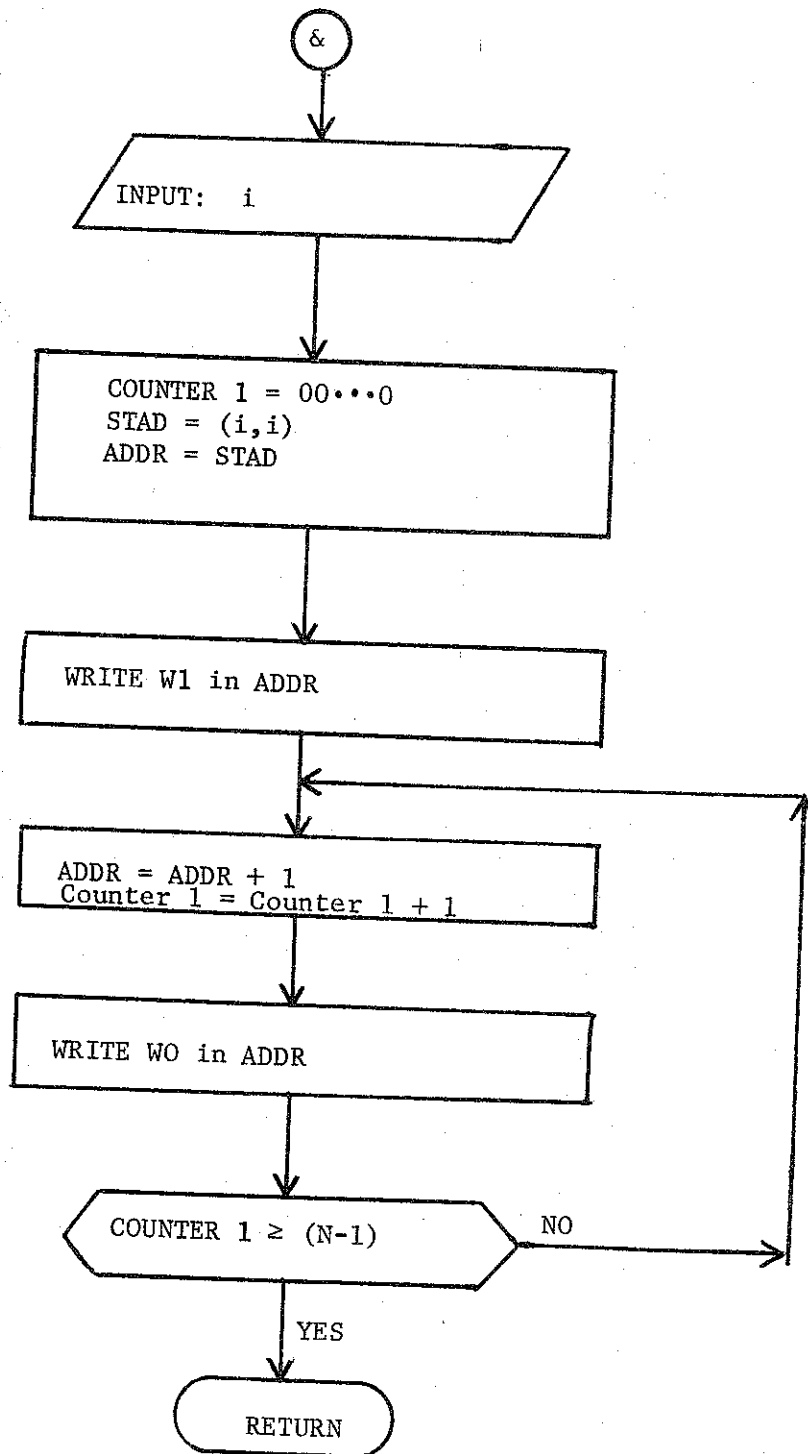 &
INPUT: i
COUNTER 1 = 00•••0
STAD = (i,i)
ADDR = STAD
WRITE W1 in ADDR
ADDR = ADDR + 1
Counter 1 = Counter 1 + 1
WRITE WO in ADDR
COUNTER 1 ≥ (N-1)
NO
YES
RETURN